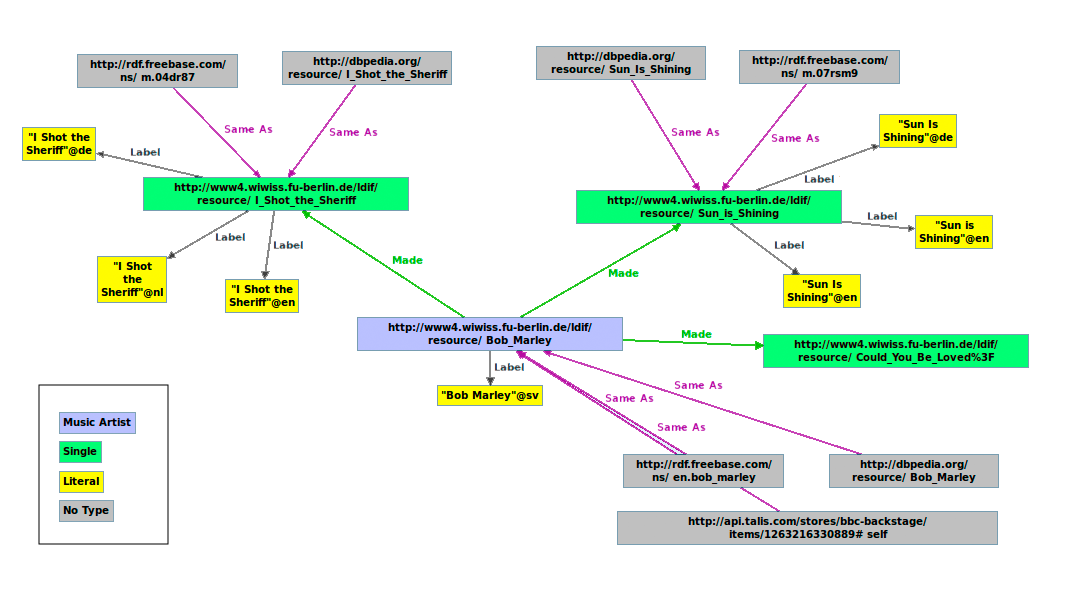 http://rdf.freebase.com/
ns/ m.04dr87
http://dbpedia.org/
resource/ I_Shot_the_Sheriff
http://dbpedia.org/
resource/ Sun_Is_Shining
http://rdf.freebase.com/
ns/ m.07rsm9
Same As
Same As
Same As
Same As
"I Shot the
Sheriff"@de
Label
"Sun Is
Shining"@de
Label
http://www4.wiwiss.fu-berlin.de/ldif/
resource/ I_Shot_the_Sheriff
http://www4.wiwiss.fu-berlin.de/ldif/
resource/ Sun_is_Shining
Label
Label
Label
Label
"Sun is
Shining"@en
"I Shot
the
Sheriff"@nl
"I Shot the
Sheriff"@en
Made
Made
"Sun Is
Shining"@en
http://www4.wiwiss.fu-berlin.de/ldif/
resource/ Bob_Marley
Made
http://www4.wiwiss.fu-berlin.de/ldif/
resource/ Could_You_Be_Loved%3F
Label
"Bob Marley"@sv
Same As
Same As
Same As
Music Artist
Single
Literal
No Type
http://rdf.freebase.com/
ns/ en.bob_marley
http://dbpedia.org/
resource/ Bob_Marley
http://api.talis.com/stores/bbc-backstage/
items/1263216330889# self